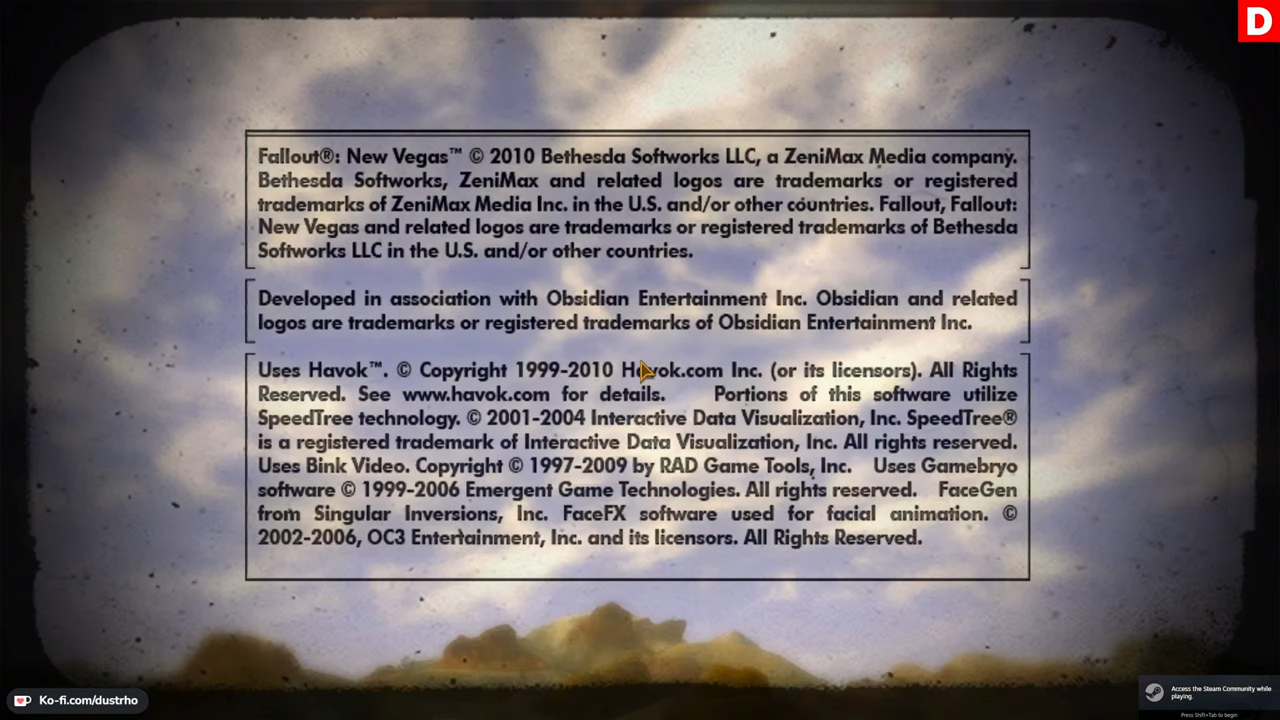 D
Fallout®: New Vegas™ © 2010 Bethesda Softworks LLC, a ZeniMax Media company.
Bethesda Softworks, ZeniMax and related logos are trademarks or registered
trademarks of ZeniMax Media Inc. in the U.S. and/or other countries. Fallout, Fallout:
New Vegas and related logos are trademarks or registered trademarks of Bethesda
Softworks LLC in the U.S. and/or other countries.
Developed in association with Obsidian Entertainment Inc. Obsidian and related
logos are trademarks or registered trademarks of Obsidian Entertainment Inc.
Uses Havok™. © Copyright 1999-2010 Havok.com Inc. (or its licensors). All Rights
Reserved. See www.havok.com for details. Portions of this software utilize
SpeedTree technology. © 2001-2004 Interactive Data Visualization, Inc. SpeedTree®
is a registered trademark of Interactive Data Visualization, Inc. All rights reserved.
Uses Bink Video. Copyright © 1997-2009 by RAD Game Tools, Inc. Uses Gamebryo
software © 1999-2006 Emergent Game Technologies. All rights reserved. FaceGen
from Singular Inversions, Inc. FaceFX software used for facial animation. ©
2002-2006, OC3 Entertainment, Inc. and its licensors. All Rights Reserved.
Ko-fi.com/dustrho
Access the Steam Community while
playing.
Press Shift+Tab to begin